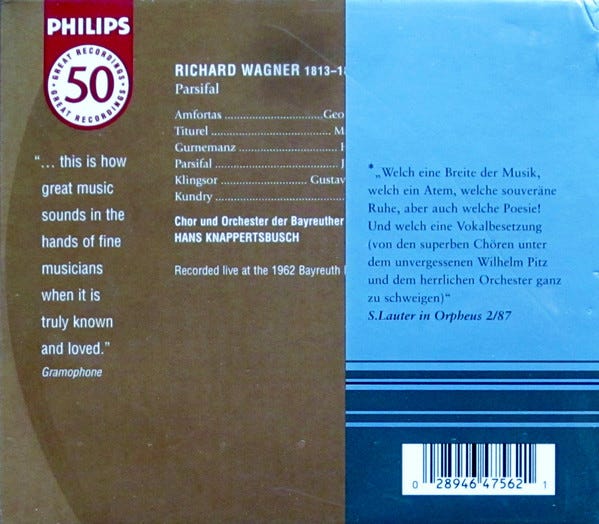 PHILIPS
GREAT RECORDINGS
50
GREAT RECORDINGS
RICHARD WAGNER 1813–1
Parsifal
Amfortas Geo
Titurel M
Gurnemanz H
Parsifal J
Klingsor Gustav
Kundry
Chor und Orchester der Bayreuther
HANS KNAPPERTSBUSCH
Recorded live at the 1962 Bayreuth
“... this is how
great music
sounds in the
hands of fine
musicians
when it is
truly known
and loved.”
Gramophone
*„Welch eine Breite der Musik,
welch ein Atem, welche souveräne
Ruhe, aber auch welche Poesie!
Und welch eine Vokalbesetzung
(von den superben Chören unter
dem unvergessenen Wilhelm Pitz
und dem herrlichen Orchester ganz
zu schweigen)“
S.Lauter in Orpheus 2/87
0 28946 47562 1